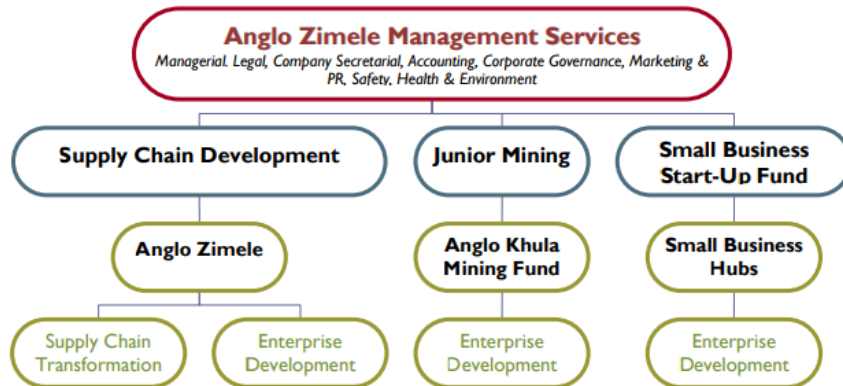 Anglo Zimele Management Services
Managerial. Legal, Company Secretarial, Accounting, Corporate Governance, Marketing &
PR, Safety, Health & Environment
Supply Chain Development
Junior Mining
Small Business
Start-Up Fund
Anglo Zimele
Anglo Khula
Mining Fund
Small Business
Hubs
Supply Chain
Transformation
Enterprise
Development
Enterprise
Development
Enterprise
Development